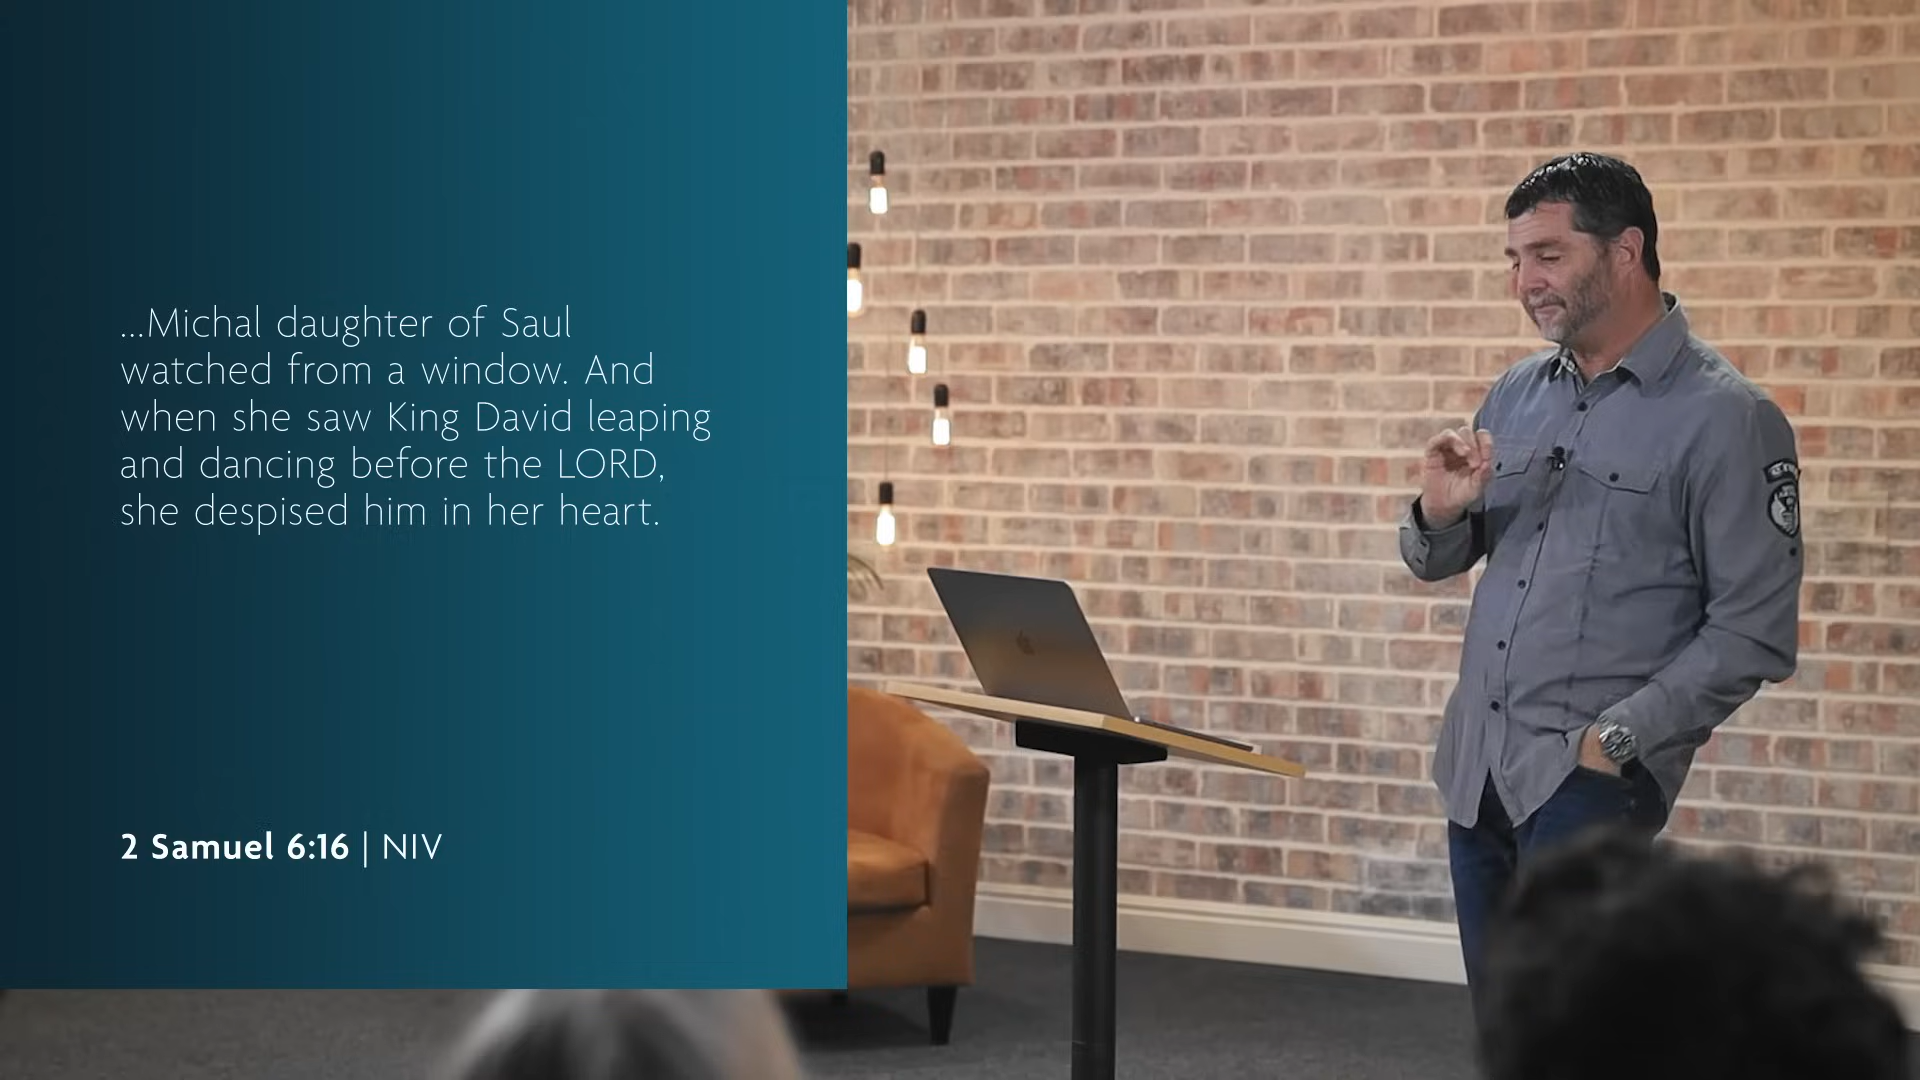 ...Michal daughter of Saul
watched from a window. And
when she saw King David leaping
and dancing before the LORD,
she despised him in her heart.
2 Samuel 6:16 | NIV